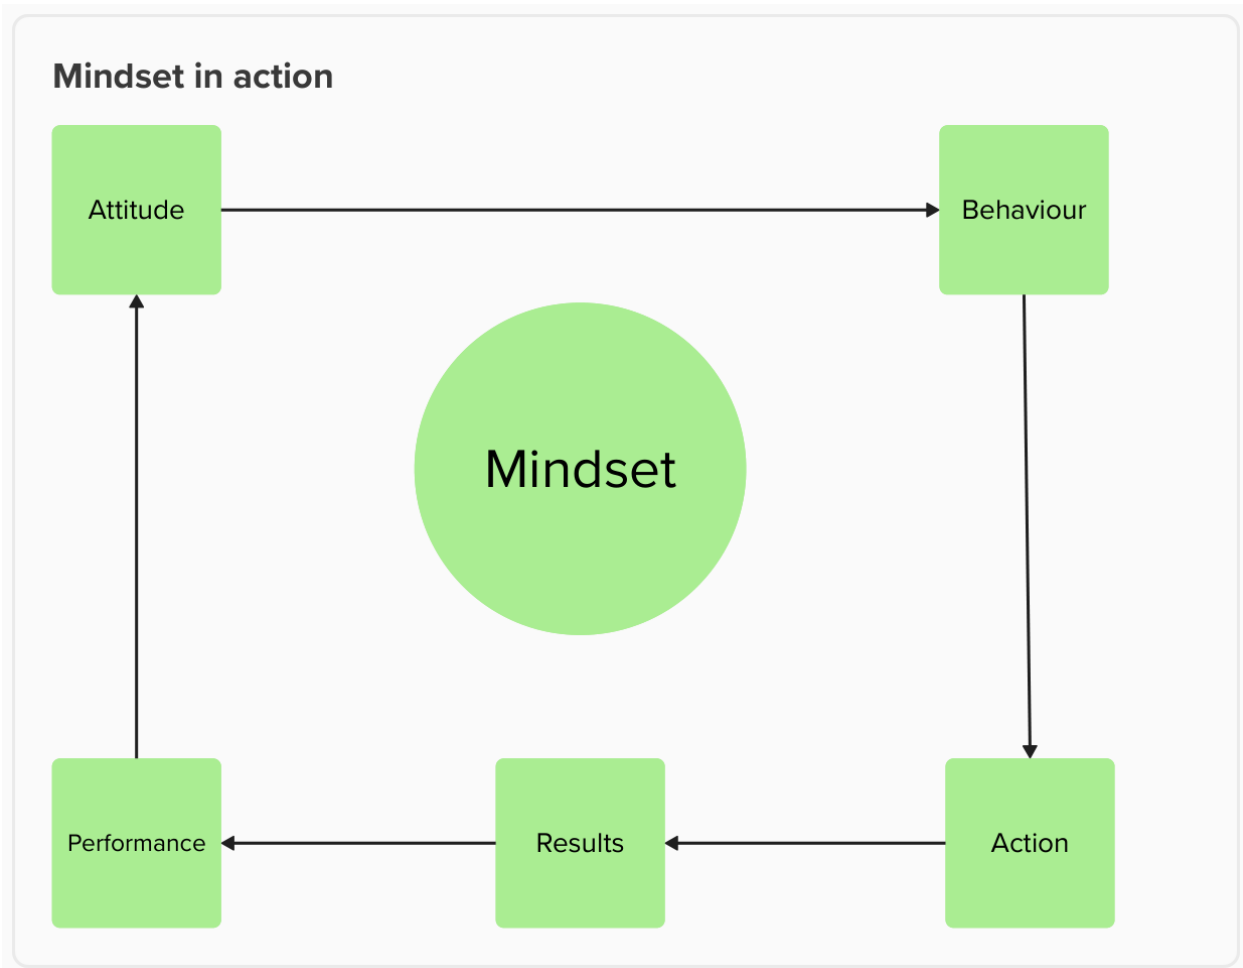 Mindset in action
Attitude
Behaviour
Mindset
Performance
Results
Action